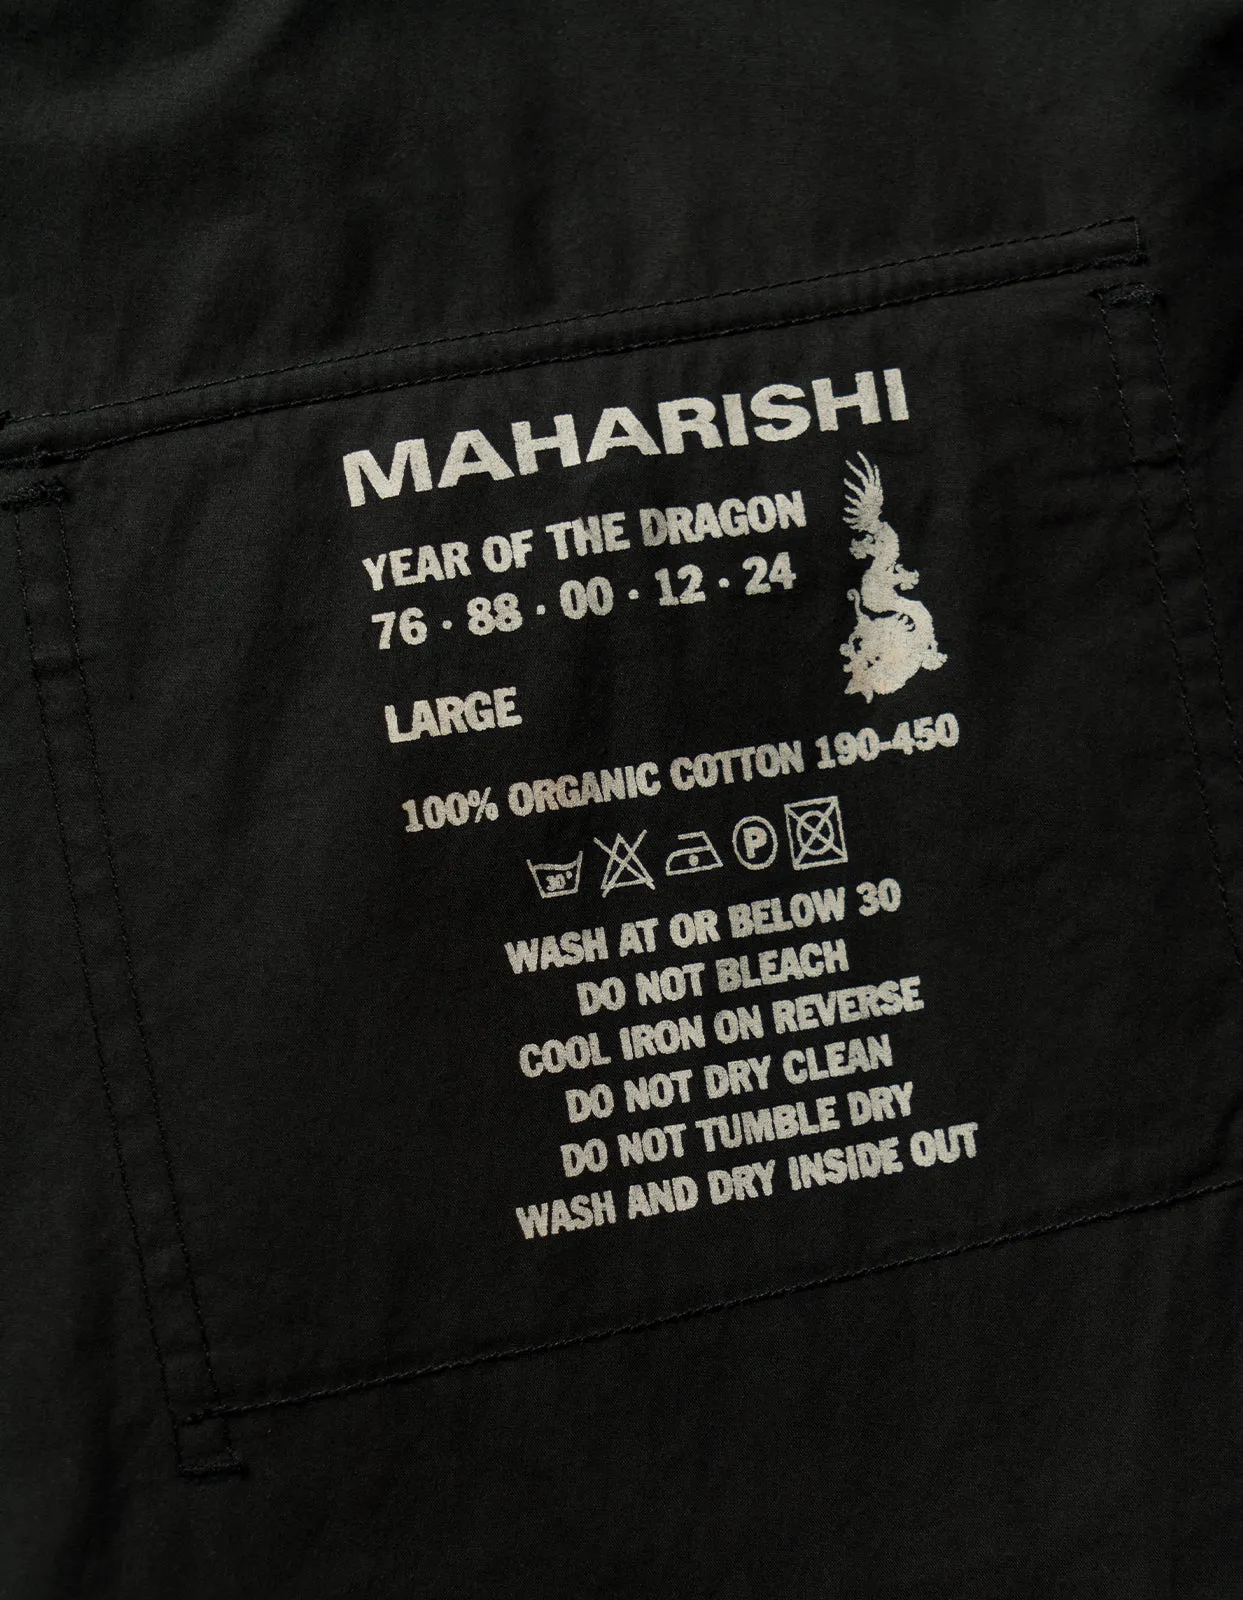 MAHARISHI
YEAR OF THE DRAGON
76 · 88 · 00 · 12 · 24
LARGE
100% ORGANIC COTTON 190-450
30° P
WASH AT OR BELOW 30
DO NOT BLEACH
COOL IRON ON REVERSE
DO NOT DRY CLEAN
DO NOT TUMBLE DRY
WASH AND DRY INSIDE OUT